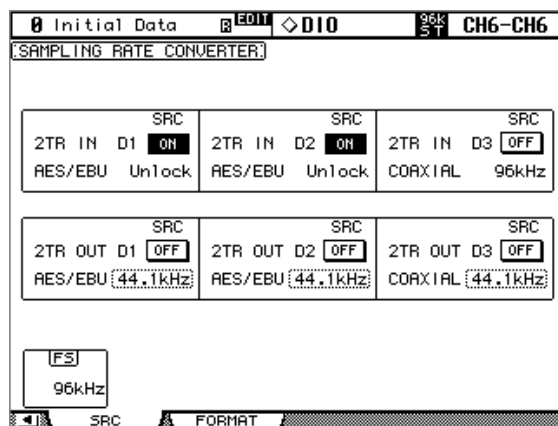 0 Initial Data R EDIT ◇DIO 96k ST CH6-CH6
SAMPLING RATE CONVERTER
SRC SRC SRC
2TR IN D1 ON 2TR IN D2 ON 2TR IN D3 OFF
AES/EBU Unlock AES/EBU Unlock COAXIAL 96kHz
SRC SRC SRC
2TR OUT D1 OFF 2TR OUT D2 OFF 2TR OUT D3 OFF
AES/EBU 44.1kHz AES/EBU 44.1kHz COAXIAL 44.1kHz
FS
96kHz
SRC FORMAT